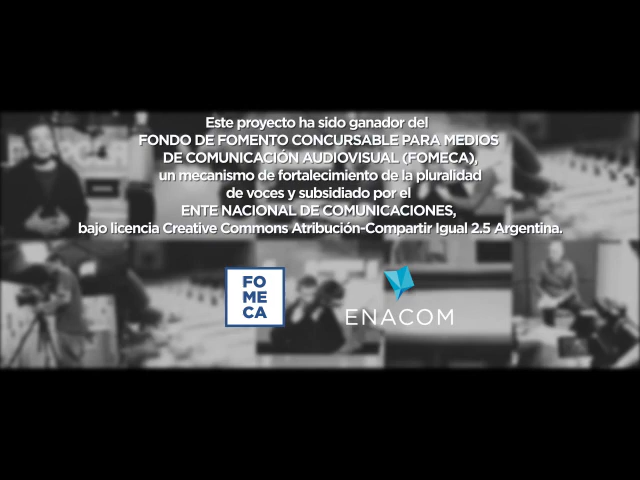 Este proyecto ha sido ganador del
FONDO DE FOMENTO CONCURSABLE PARA MEDIOS
DE COMUNICACIÓN AUDIOVISUAL (FOMECA),
un mecanismo de fortalecimiento de la pluralidad
de voces y subsidiado por el
ENTE NACIONAL DE COMUNICACIONES,
bajo licencia Creative Commons Atribución-Compartir Igual 2.5 Argentina.
FO
ME
CA
ENACOM